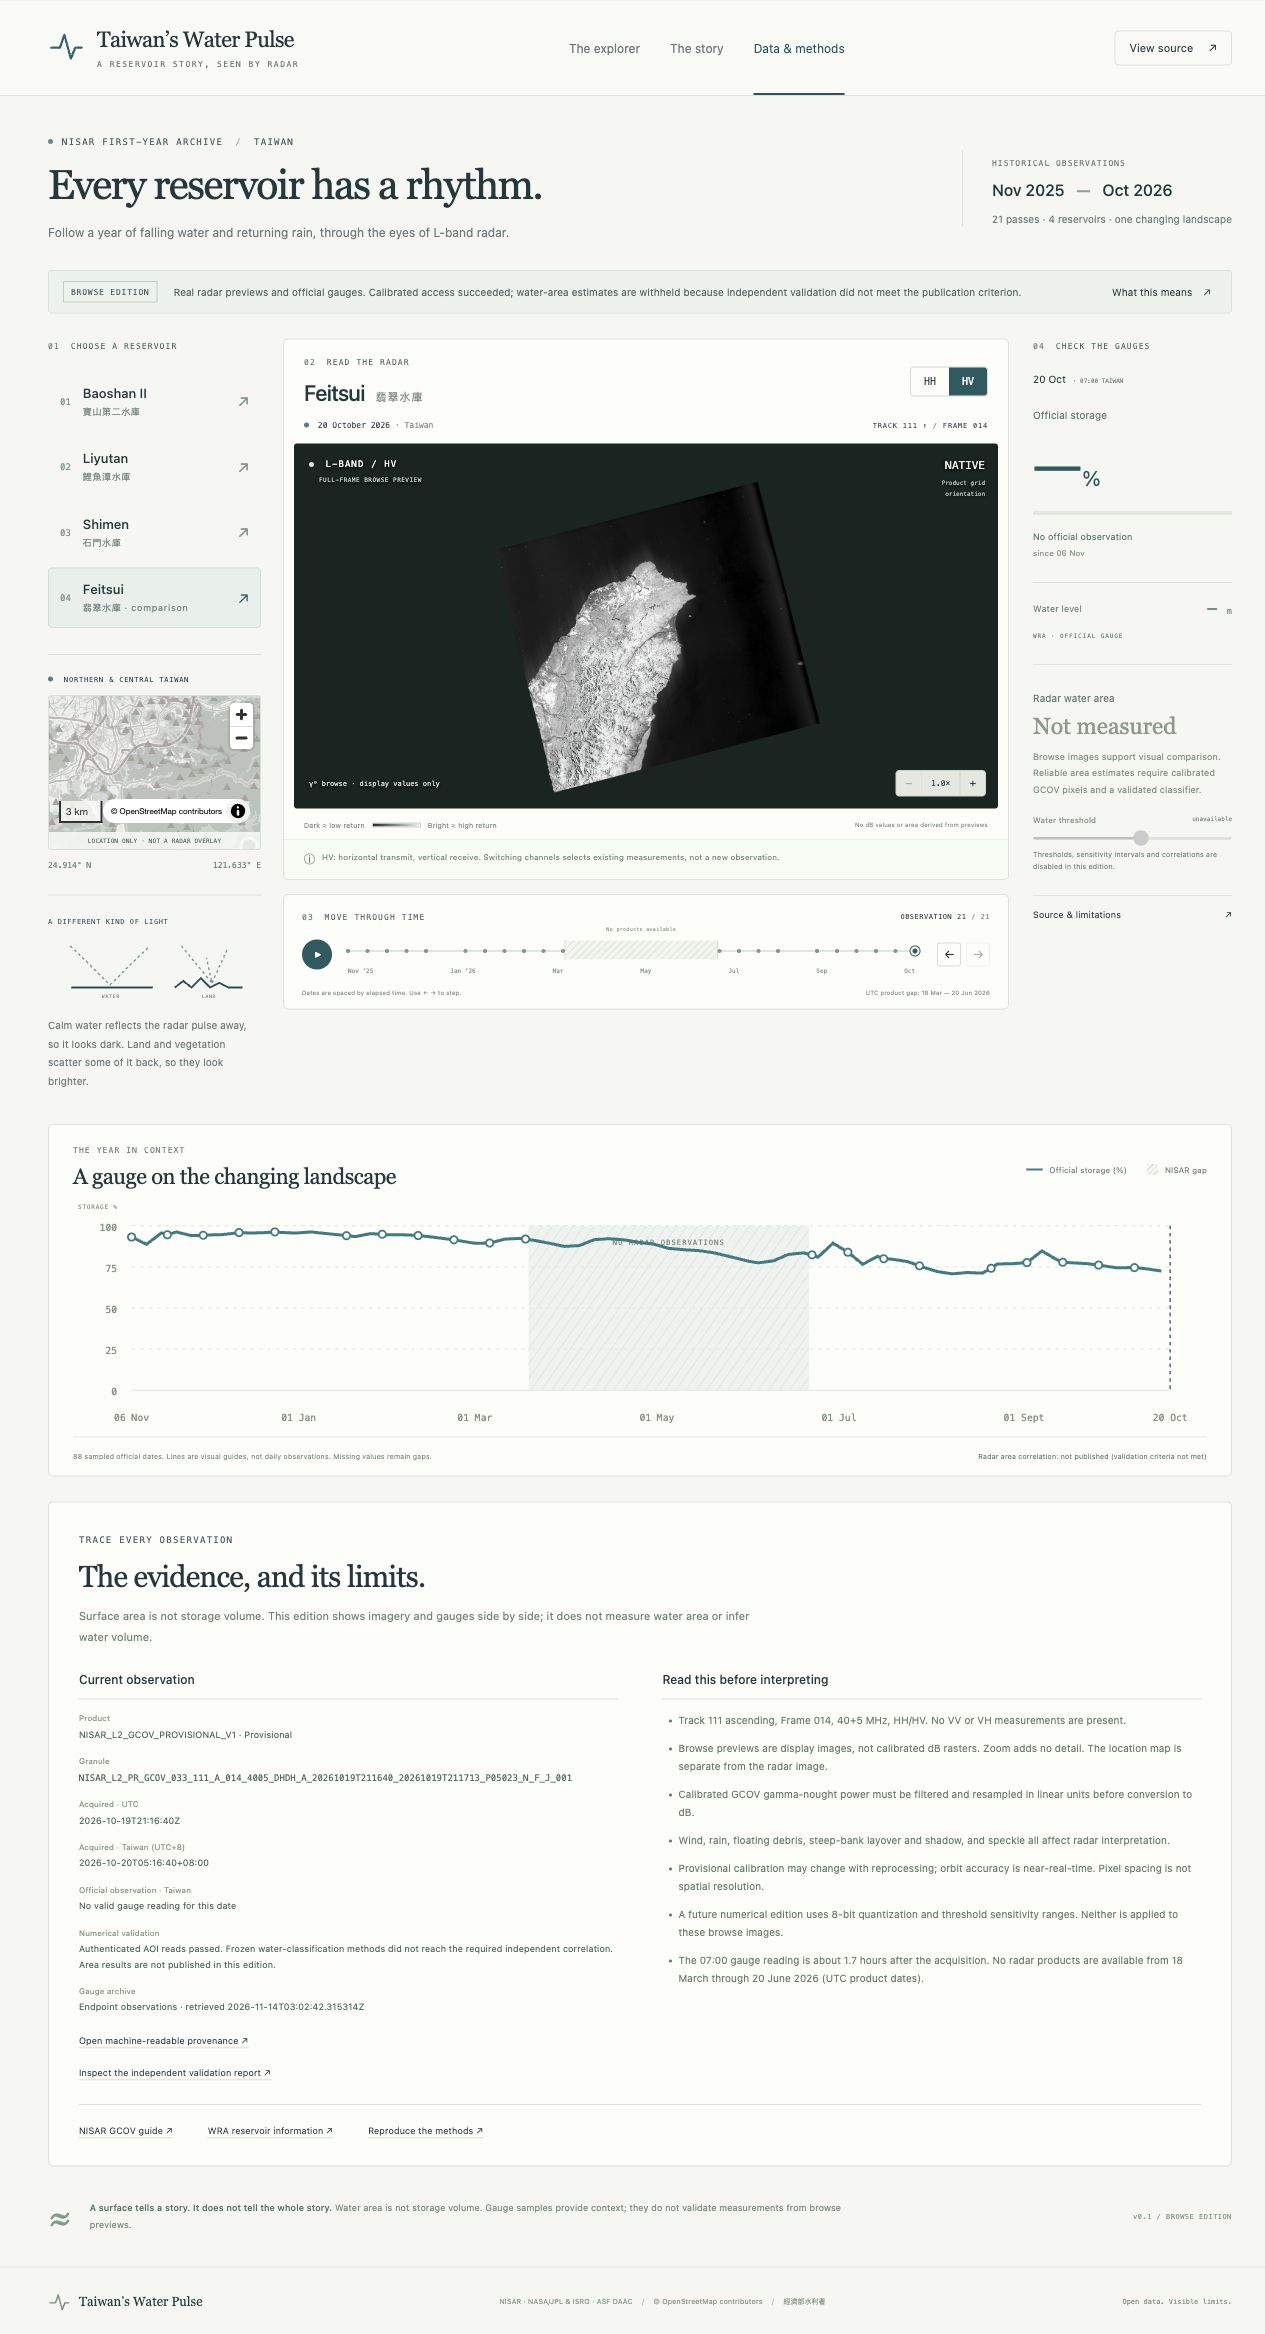 Taiwan's Water Pulse
A RESERVOIR STORY, SEEN BY RADAR
The explorer
The story
Data & methods
View source ↗
NISAR FIRST-YEAR ARCHIVE / TAIWAN
Every reservoir has a rhythm.
Follow a year of falling water and returning rain, through the eyes of L-band radar.
HISTORICAL OBSERVATIONS
Nov 2025 — Oct 2026
21 passes · 4 reservoirs · one changing landscape
BROWSE EDITION
Real radar previews and official gauges. Calibrated access succeeded; water-area estimates are withheld because independent validation did not meet the publication criterion.
What this means ↗
01 CHOOSE A RESERVOIR
01 Baoshan II ↗
寶山第二水庫
02 Liyutan ↗
鯉魚潭水庫
03 Shimen ↗
石門水庫
04 Feitsui ↗
翡翠水庫 · comparison
NORTHERN & CENTRAL TAIWAN
+
−
3 km
© OpenStreetMap contributors
LOCATION ONLY · NOT A RADAR OVERLAY
24.914° N 121.633° E
A DIFFERENT KIND OF LIGHT
WATER LAND
Calm water reflects the radar pulse away,
so it looks dark. Land and vegetation
scatter some of it back, so they look
brighter.
02 READ THE RADAR
Feitsui 翡翠水庫
HH HV
20 October 2026 · Taiwan
TRACK 111 ↑ / FRAME 014
L-BAND / HV
FULL-FRAME BROWSE PREVIEW
NATIVE
Product grid
orientation
γ⁰ browse · display values only
− 1.0× +
Dark ≈ low return Bright ≈ high return
No dB values or area derived from previews
HV: horizontal transmit, vertical receive. Switching channels selects existing measurements, not a new observation.
03 MOVE THROUGH TIME
OBSERVATION 21 / 21
No products available
Nov '25 Jan '26 Mar May Jul Sep Oct
← →
Dates are spaced by elapsed time. Use ← → to step.
UTC product gap: 18 Mar — 20 Jun 2026
04 CHECK THE GAUGES
20 Oct · 07:00 TAIWAN
Official storage
—%
No official observation
since 06 Nov
Water level — m
WRA · OFFICIAL GAUGE
Radar water area
Not measured
Browse images support visual comparison.
Reliable area estimates require calibrated
GCOV pixels and a validated classifier.
Water threshold unavailable
Thresholds, sensitivity intervals and correlations are
disabled in this edition.
Source & limitations ↗
THE YEAR IN CONTEXT
A gauge on the changing landscape
Official storage (%) NISAR gap
STORAGE %
100
NO RADAR OBSERVATIONS
75
50
25
0
06 Nov 01 Jan 01 Mar 01 May 01 Jul 01 Sept 20 Oct
88 sampled official dates. Lines are visual guides, not daily observations. Missing values remain gaps.
Radar area correlation: not published (validation criteria not met)
TRACE EVERY OBSERVATION
The evidence, and its limits.
Surface area is not storage volume. This edition shows imagery and gauges side by side; it does not measure water area or infer
water volume.
Current observation
Product
NISAR_L2_GCOV_PROVISIONAL_V1 · Provisional
Granule
NISAR_L2_PR_GCOV_033_111_A_014_4005_DHDH_A_20261019T211640_20261019T211713_P05023_N_F_J_001
Acquired · UTC
2026-10-19T21:16:40Z
Acquired · Taiwan (UTC+8)
2026-10-20T05:16:40+08:00
Official observation · Taiwan
No valid gauge reading for this date
Numerical validation
Authenticated AOI reads passed. Frozen water-classification methods did not reach the required independent correlation.
Area results are not published in this edition.
Gauge archive
Endpoint observations · retrieved 2026-11-14T03:02:42.315314Z
Open machine-readable provenance ↗
Inspect the independent validation report ↗
Read this before interpreting
• Track 111 ascending, Frame 014, 40+5 MHz, HH/HV. No VV or VH measurements are present.
• Browse previews are display images, not calibrated dB rasters. Zoom adds no detail. The location map is
separate from the radar image.
• Calibrated GCOV gamma-nought power must be filtered and resampled in linear units before conversion to
dB.
• Wind, rain, floating debris, steep-bank layover and shadow, and speckle all affect radar interpretation.
• Provisional calibration may change with reprocessing; orbit accuracy is near-real-time. Pixel spacing is not
spatial resolution.
• A future numerical edition uses 8-bit quantization and threshold sensitivity ranges. Neither is applied to
these browse images.
• The 07:00 gauge reading is about 1.7 hours after the acquisition. No radar products are available from 18
March through 20 June 2026 (UTC product dates).
NISAR GCOV guide ↗
WRA reservoir information ↗
Reproduce the methods ↗
A surface tells a story. It does not tell the whole story. Water area is not storage volume. Gauge samples provide context; they do not validate measurements from browse
previews.
v0.1 / BROWSE EDITION
Taiwan's Water Pulse
NISAR · NASA/JPL & ISRO · ASF DAAC / © OpenStreetMap contributors / 經濟部水利署
Open data. Visible limits.